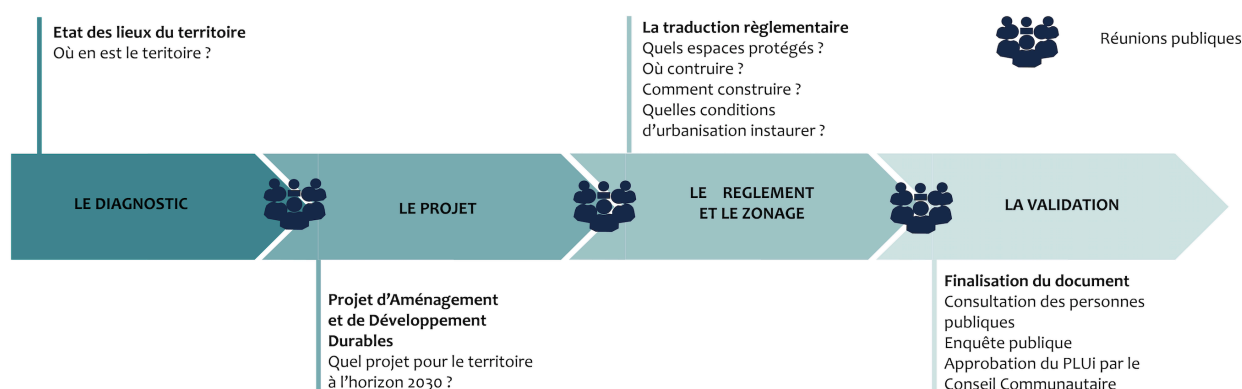 Etat des lieux du territoire
Où en est le teritoire ?
La traduction règlementaire
Quels espaces protégés ?
Où construire ?
Comment construire ?
Quelles conditions
d'urbanisation instaurer ?
Réunions publiques
LE DIAGNOSTIC
LE PROJET
LE REGLEMENT
ET LE ZONAGE
LA VALIDATION
Projet d'Aménagement
et de Développement
Durables
Quel projet pour le territoire
à l'horizon 2030 ?
Finalisation du document
Consultation des personnes
publiques
Enquête publique
Approbation du PLUi par le
Conseil Communautaire